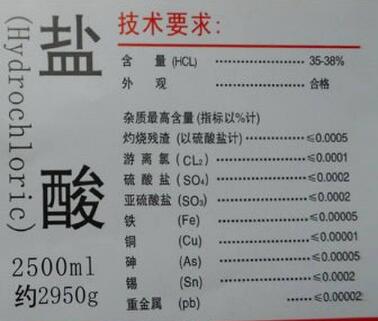 盐酸
(Hydrochloric)
2500ml
约2950g
技术要求:
含 量 (HCL) ................ 35-38%
外 观 ................ 合格
杂质最高含量 (指标以%计)
灼烧残渣 (以硫酸盐计) ................ ≤0.0005
游 离 氯 (CL₂) ................ ≤0.0001
硫 酸 盐 (SO₄) ................ ≤0.0002
亚硫酸盐 (SO₃) ................ ≤0.0002
铁 (Fe) ................ ≤0.00005
铜 (Cu) ................ ≤0.00001
砷 (As) ................ ≤0.00005
锡 (Sn) ................ ≤0.0002
重金属 (pb) ................ ≤0.00002